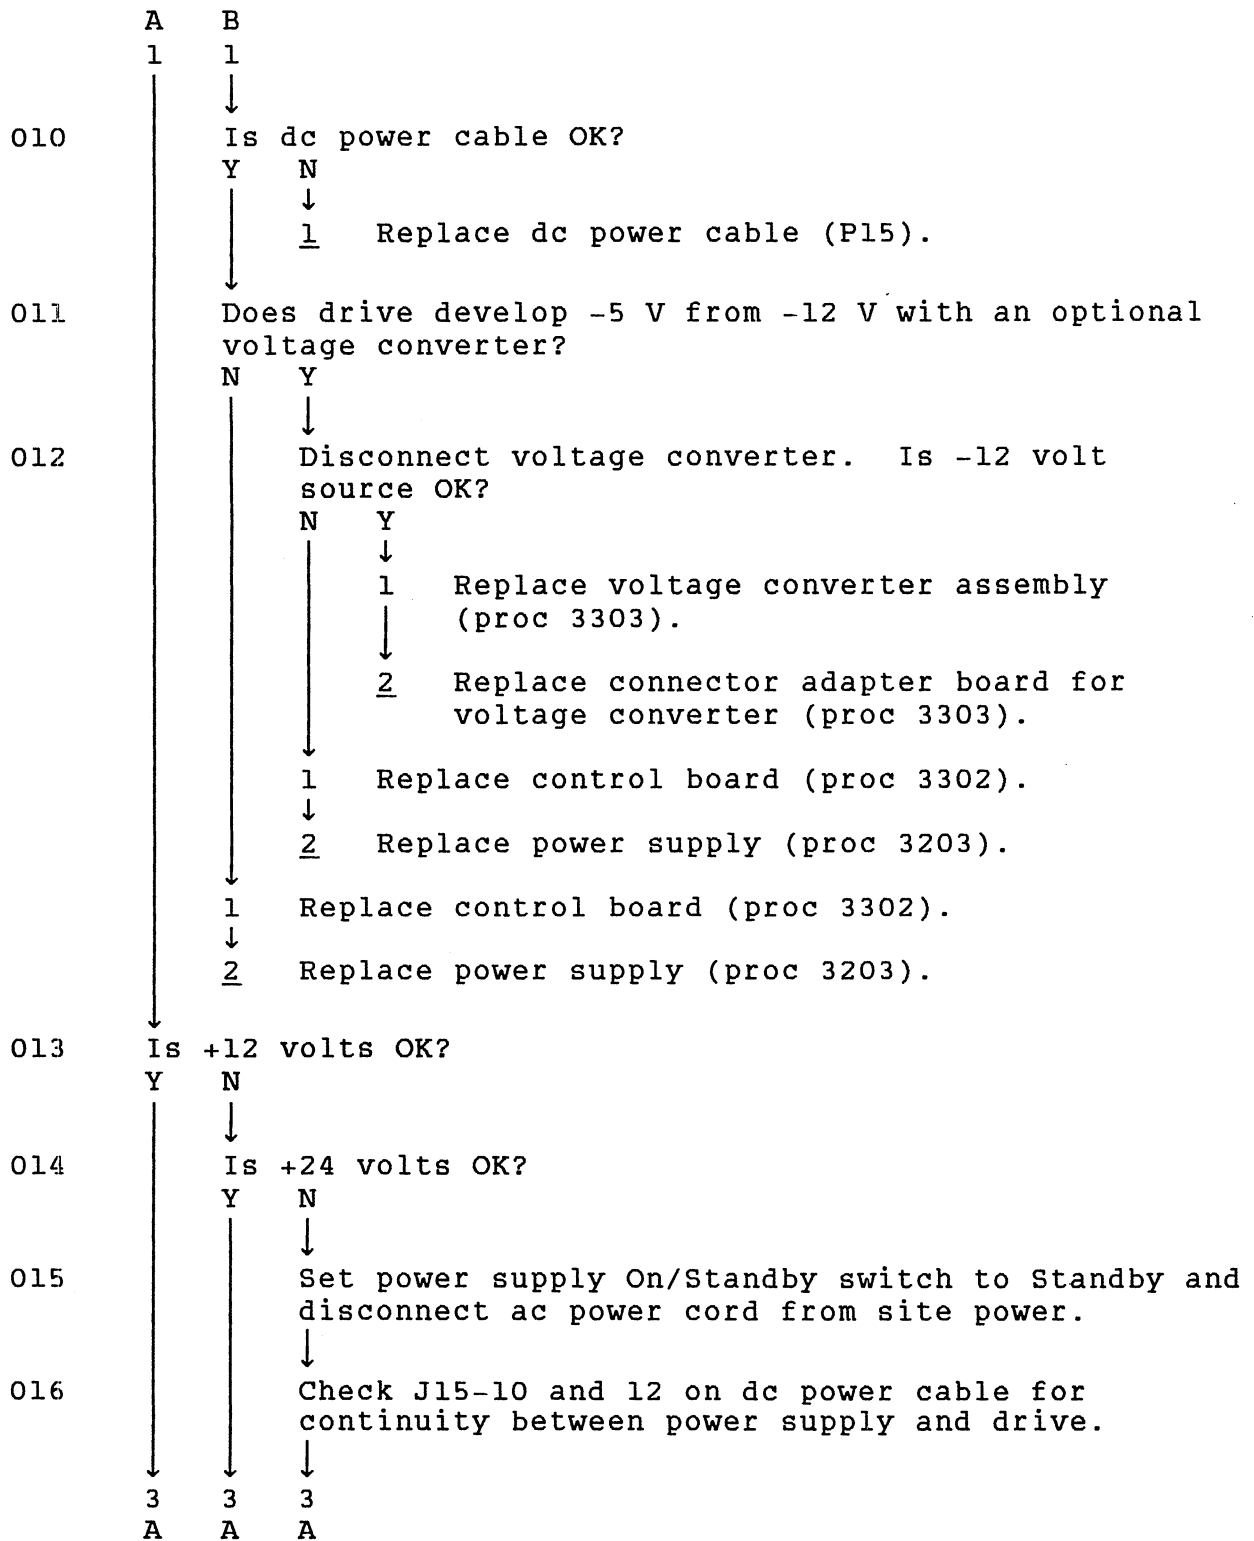 A B
1 1
010 Is dc power cable OK?
Y N
1 Replace dc power cable (P15).
011 Does drive develop -5 V from -12 V with an optional
voltage converter?
N Y
012 Disconnect voltage converter. Is -12 volt
source OK?
N Y
1 Replace voltage converter assembly
(proc 3303).
2 Replace connector adapter board for
voltage converter (proc 3303).
1 Replace control board (proc 3302).
2 Replace power supply (proc 3203).
1 Replace control board (proc 3302).
2 Replace power supply (proc 3203).
013 Is +12 volts OK?
Y N
014 Is +24 volts OK?
Y N
015 Set power supply On/Standby switch to Standby and
disconnect ac power cord from site power.
016 Check J15-10 and 12 on dc power cable for
continuity between power supply and drive.
3 3 3
A A A